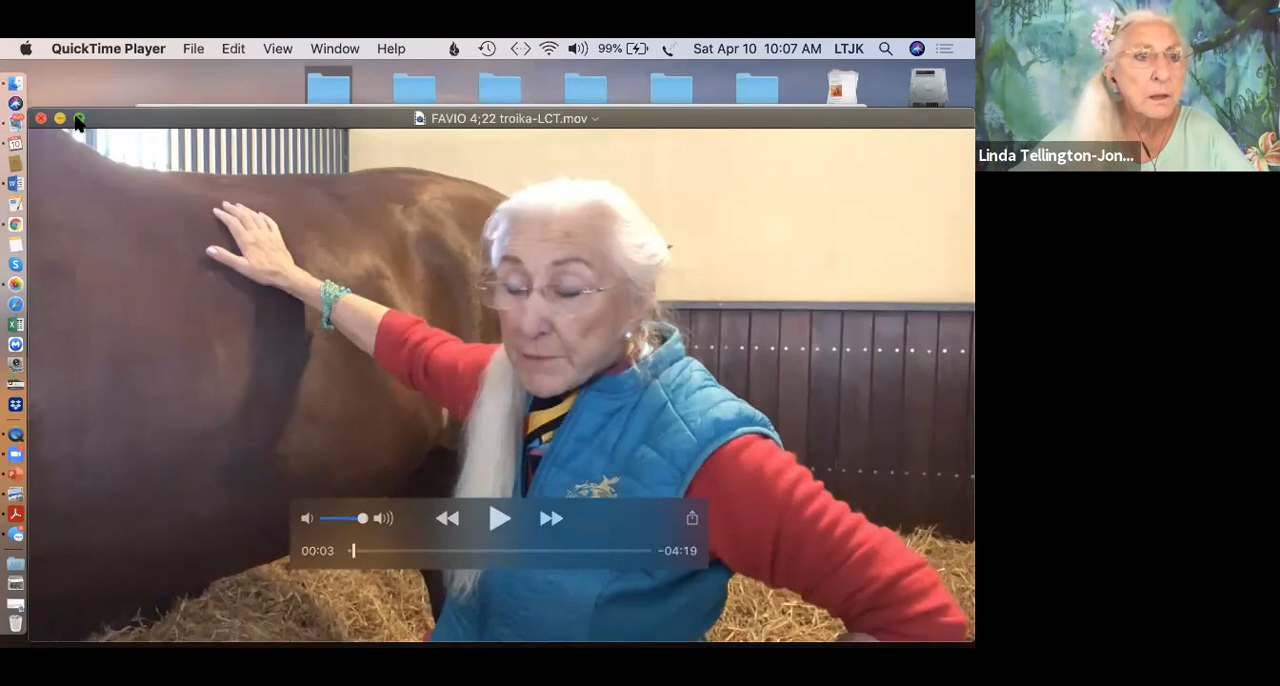 QuickTime Player File Edit View Window Help 99% Sat Apr 10 10:07 AM LTJK
FAVIO 4;22 troika-LCT.mov
Linda Tellington-Jon...
00:03 -04:19